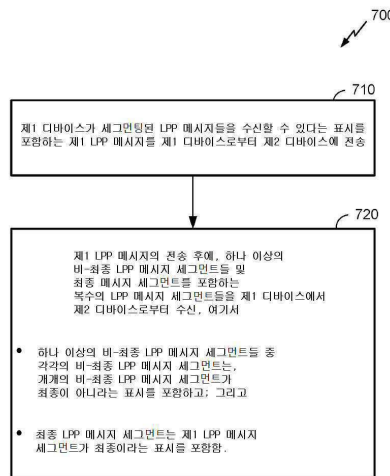 700
710
제1 디바이스가 세그먼팅된 LPP 메시지들을 수신할 수 있다는 표시를
포함하는 제1 LPP 메시지를 제1 디바이스로부터 제2 디바이스에 전송
720
제1 LPP 메시지의 전송 후에, 하나 이상의
비-최종 LPP 메시지 세그먼트들 및
최종 메시지 세그먼트를 포함하는
복수의 LPP 메시지 세그먼트들을 제1 디바이스에서
제2 디바이스로부터 수신, 여기서
• 하나 이상의 비-최종 LPP 메시지 세그먼트들 중
각각의 비-최종 LPP 메시지 세그먼트는,
개개의 비-최종 LPP 메시지 세그먼트가
최종이 아니라는 표시를 포함하고; 그리고
• 최종 LPP 메시지 세그먼트는 제1 LPP 메시지
세그먼트가 최종이라는 표시를 포함함.